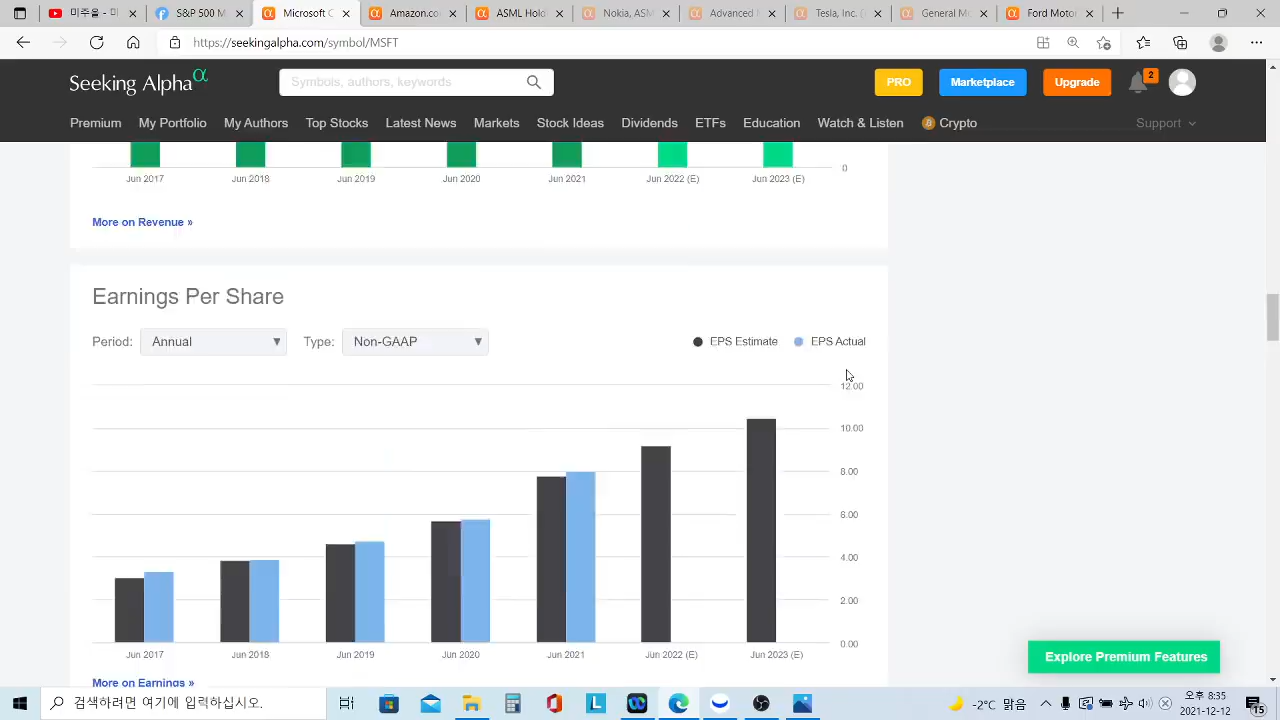 미주은 - 미
S&P 500 M
Microsoft C
Amazon.co
ASML Hold
Nokia, ASM
Advanced
Tesla, Inc. (
General Mo
Ford Motor
https://seekingalpha.com/symbol/MSFT
Seeking Alpha α
Symbols, authors, keywords
PRO
Marketplace
Upgrade
2
Premium
My Portfolio
My Authors
Top Stocks
Latest News
Markets
Stock Ideas
Dividends
ETFs
Education
Watch & Listen
Crypto
Support
0
Jun 2017 Jun 2018 Jun 2019 Jun 2020 Jun 2021 Jun 2022 (E) Jun 2023 (E)
More on Revenue »
Earnings Per Share
Period: Annual Type: Non-GAAP
EPS Estimate EPS Actual
12.00
10.00
8.00
6.00
4.00
2.00
0.00
Jun 2017 Jun 2018 Jun 2019 Jun 2020 Jun 2021 Jun 2022 (E) Jun 2023 (E)
More on Earnings »
Explore Premium Features
검색하려면 여기에 입력하십시오.
-2°C 맑음
오후 8:35
2021-12-12